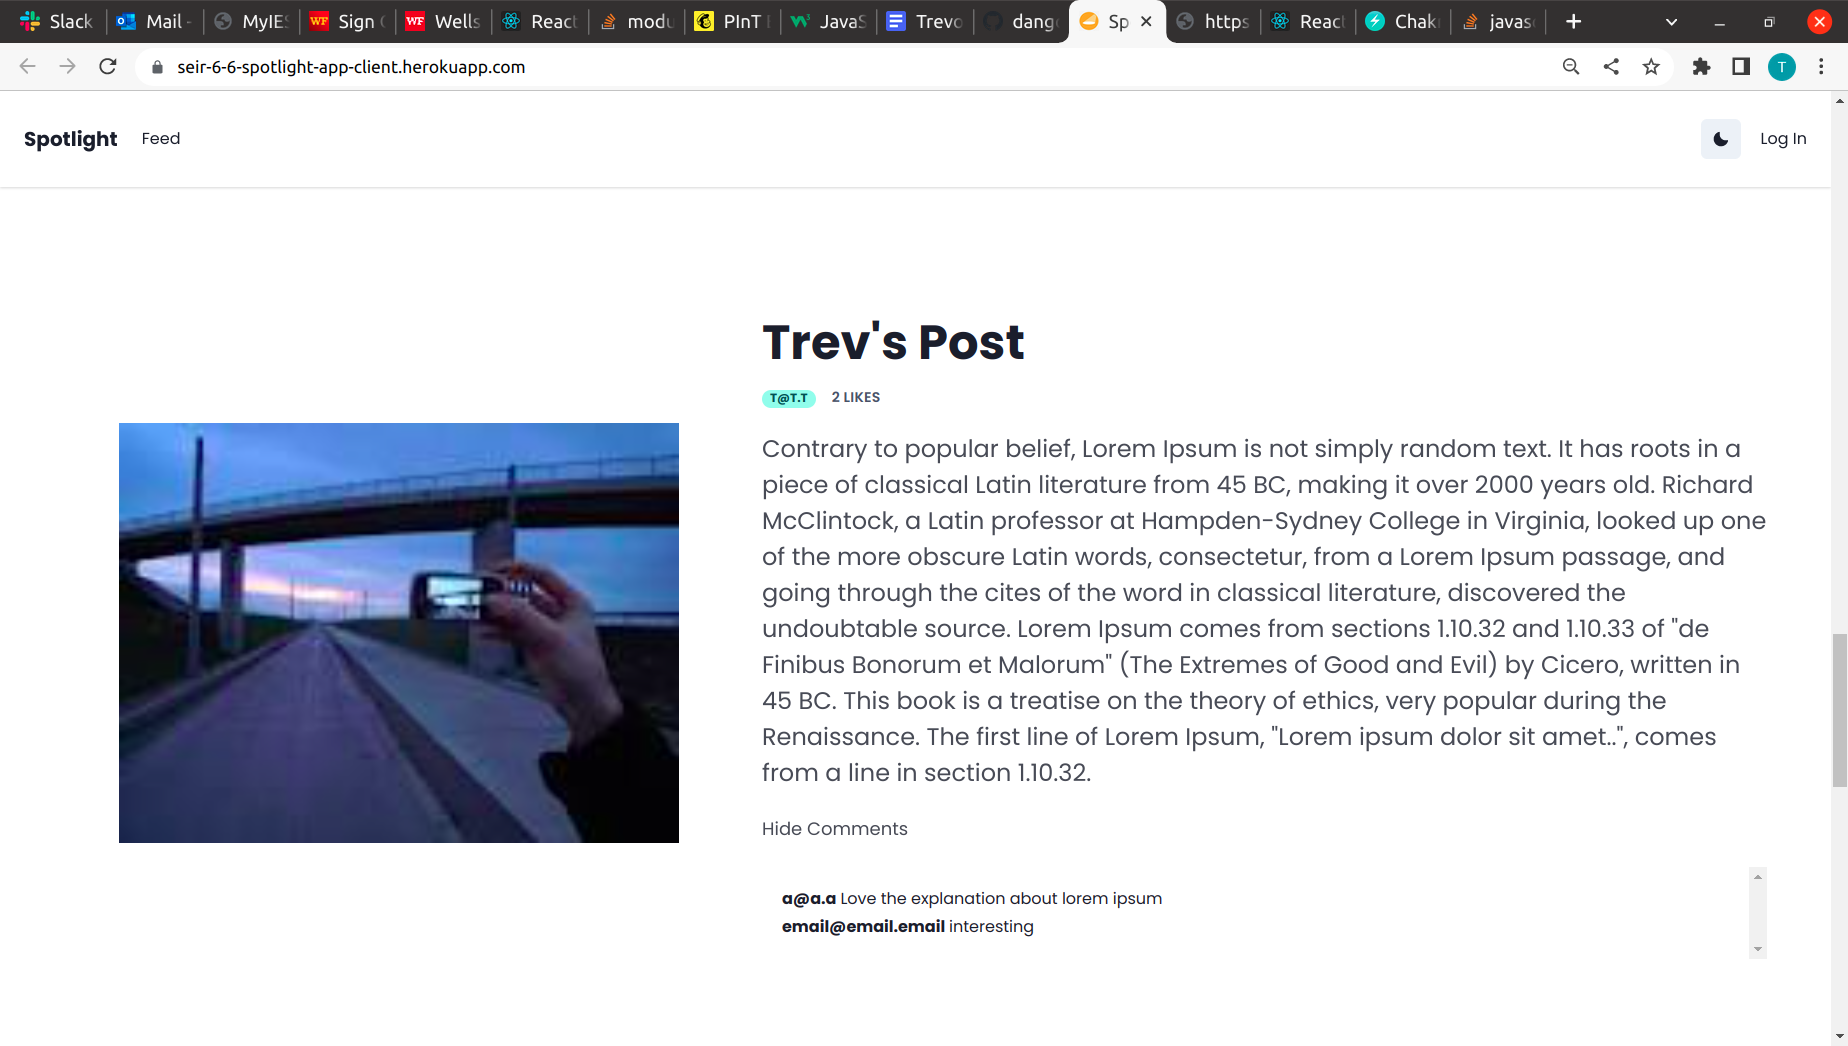 Slack
Mail -
MyIE
Sign
Wells
React
modu
PInT
JavaS
Trevo
dang
Sp
https
React
Chak
javas
seir-6-6-spotlight-app-client.herokuapp.com
T
Spotlight
Feed
Log In
Trev's Post
T@T.T
2 LIKES
Contrary to popular belief, Lorem Ipsum is not simply random text. It has roots in a
piece of classical Latin literature from 45 BC, making it over 2000 years old. Richard
McClintock, a Latin professor at Hampden-Sydney College in Virginia, looked up one
of the more obscure Latin words, consectetur, from a Lorem Ipsum passage, and
going through the cites of the word in classical literature, discovered the
undoubtable source. Lorem Ipsum comes from sections 1.10.32 and 1.10.33 of "de
Finibus Bonorum et Malorum" (The Extremes of Good and Evil) by Cicero, written in
45 BC. This book is a treatise on the theory of ethics, very popular during the
Renaissance. The first line of Lorem Ipsum, "Lorem ipsum dolor sit amet..", comes
from a line in section 1.10.32.
Hide Comments
a@a.a Love the explanation about lorem ipsum
email@email.email interesting